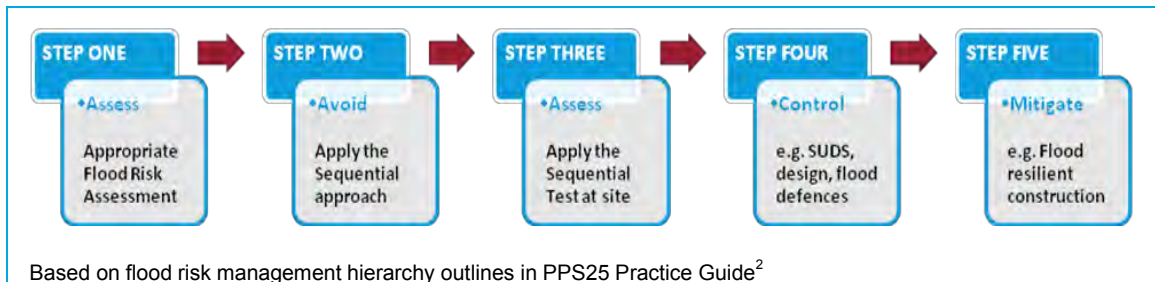 STEP ONE
•Assess
Appropriate
Flood Risk
Assessment
STEP TWO
•Avoid
Apply the
Sequential
approach
STEP THREE
•Assess
Apply the
Sequential
Test at site
STEP FOUR
•Control
e.g. SUDS,
design, flood
defences
STEP FIVE
•Mitigate
e.g. Flood
resilient
construction
Based on flood risk management hierarchy outlines in PPS25 Practice Guide²